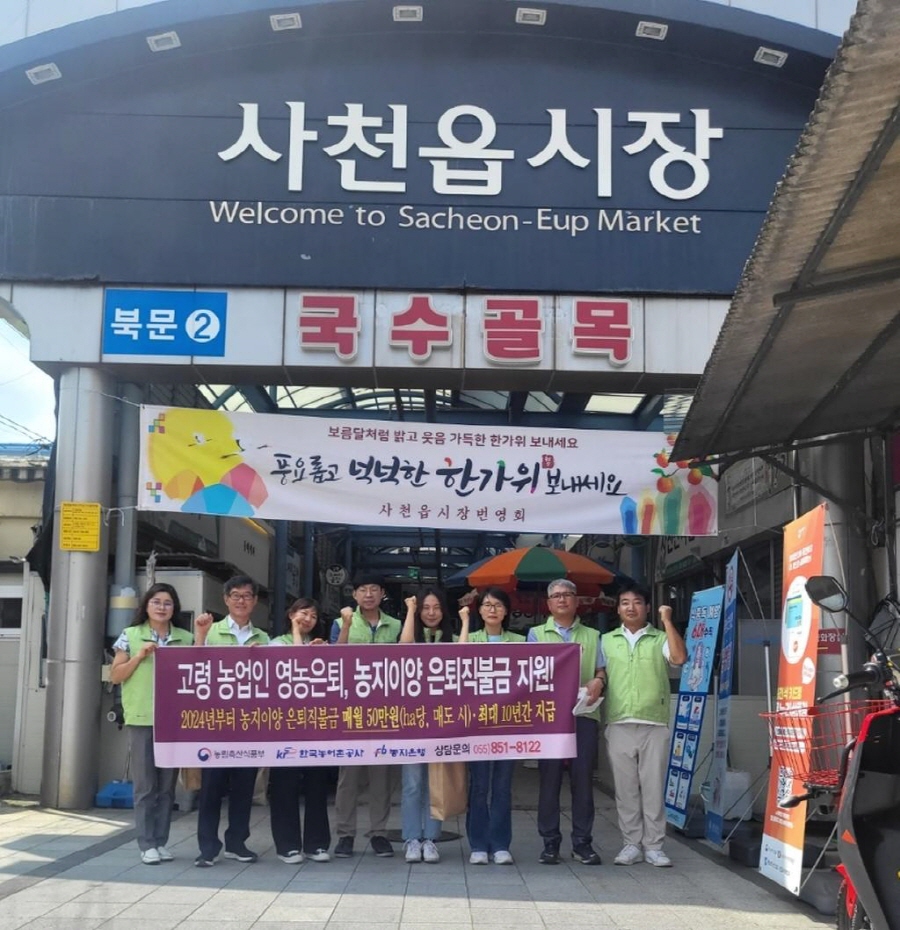 사천읍시장
Welcome to Sacheon-Eup Market
북문 2
국수골목
보름달처럼 밝고 웃음 가득한 한가위 보내세요
풍요롭고 넉넉한 한가위 보내세요
사천읍시장번영회
고령 농업인 영농은퇴, 농지이양 은퇴직불금 지원!
2024년부터 농지이양 은퇴직불금 매월 50만원(ha당, 매도 시)·최대 10년간 지급
농림축산식품부 한국농어촌공사 농지은행 상담문의 055) 851-8122